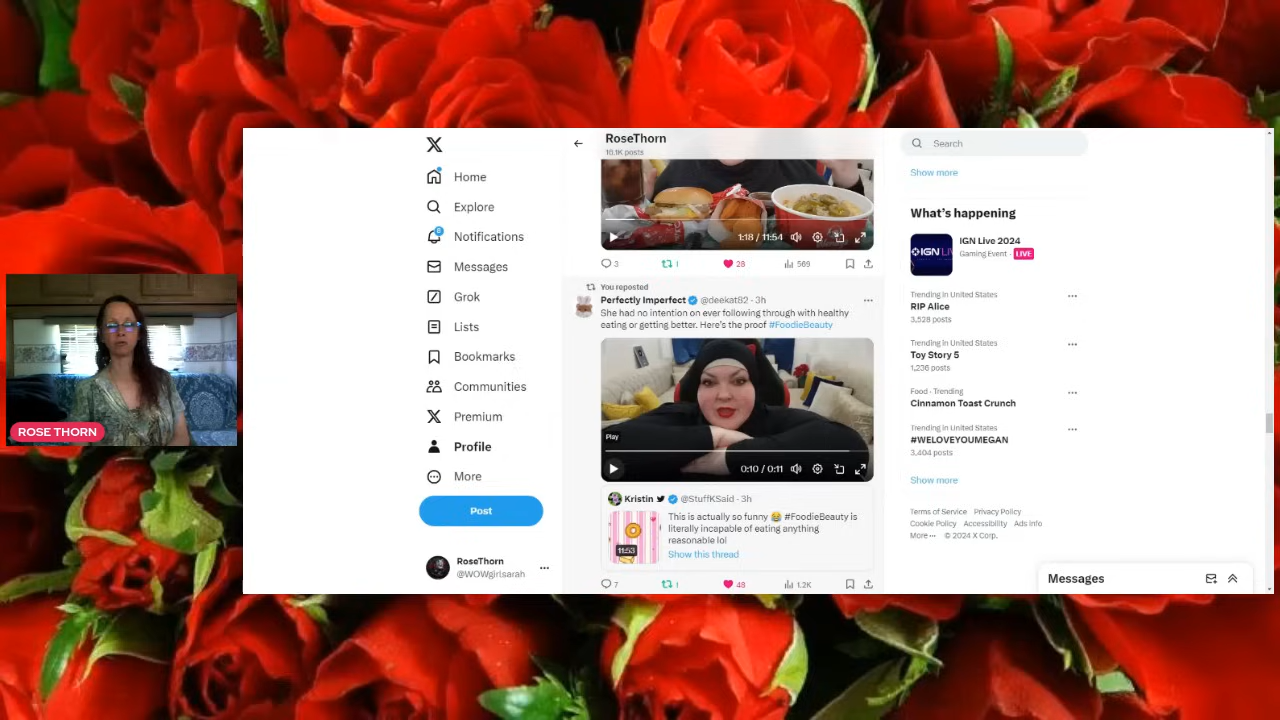 ROSE THORN
Home
Explore
Notifications
Messages
Grok
Lists
Bookmarks
Communities
Premium
Profile
More
Post
RoseThorn
@WOWgirlsarah
RoseThorn
16.1K posts
1:18 / 11:54
3
1
28
569
You reposted
Perfectly Imperfect @deekat82 · 3h
She had no intention on ever following through with healthy
eating or getting better. Here's the proof #FoodieBeauty
Play
0:10 / 0:11
Kristin @StuffKSaid · 3h
This is actually so funny 😂 #FoodieBeauty is
literally incapable of eating anything
reasonable lol
11:53
Show this thread
7
1
48
1.2K
Search
Show more
What's happening
IGN LIV
IGN Live 2024
Gaming Event · LIVE
Trending in United States
RIP Alice
3,528 posts
Trending in United States
Toy Story 5
1,236 posts
Food · Trending
Cinnamon Toast Crunch
Trending in United States
#WELOVEYOUMEGAN
3,404 posts
Show more
Terms of Service Privacy Policy
Cookie Policy Accessibility Ads info
More ··· © 2024 X Corp.
Messages